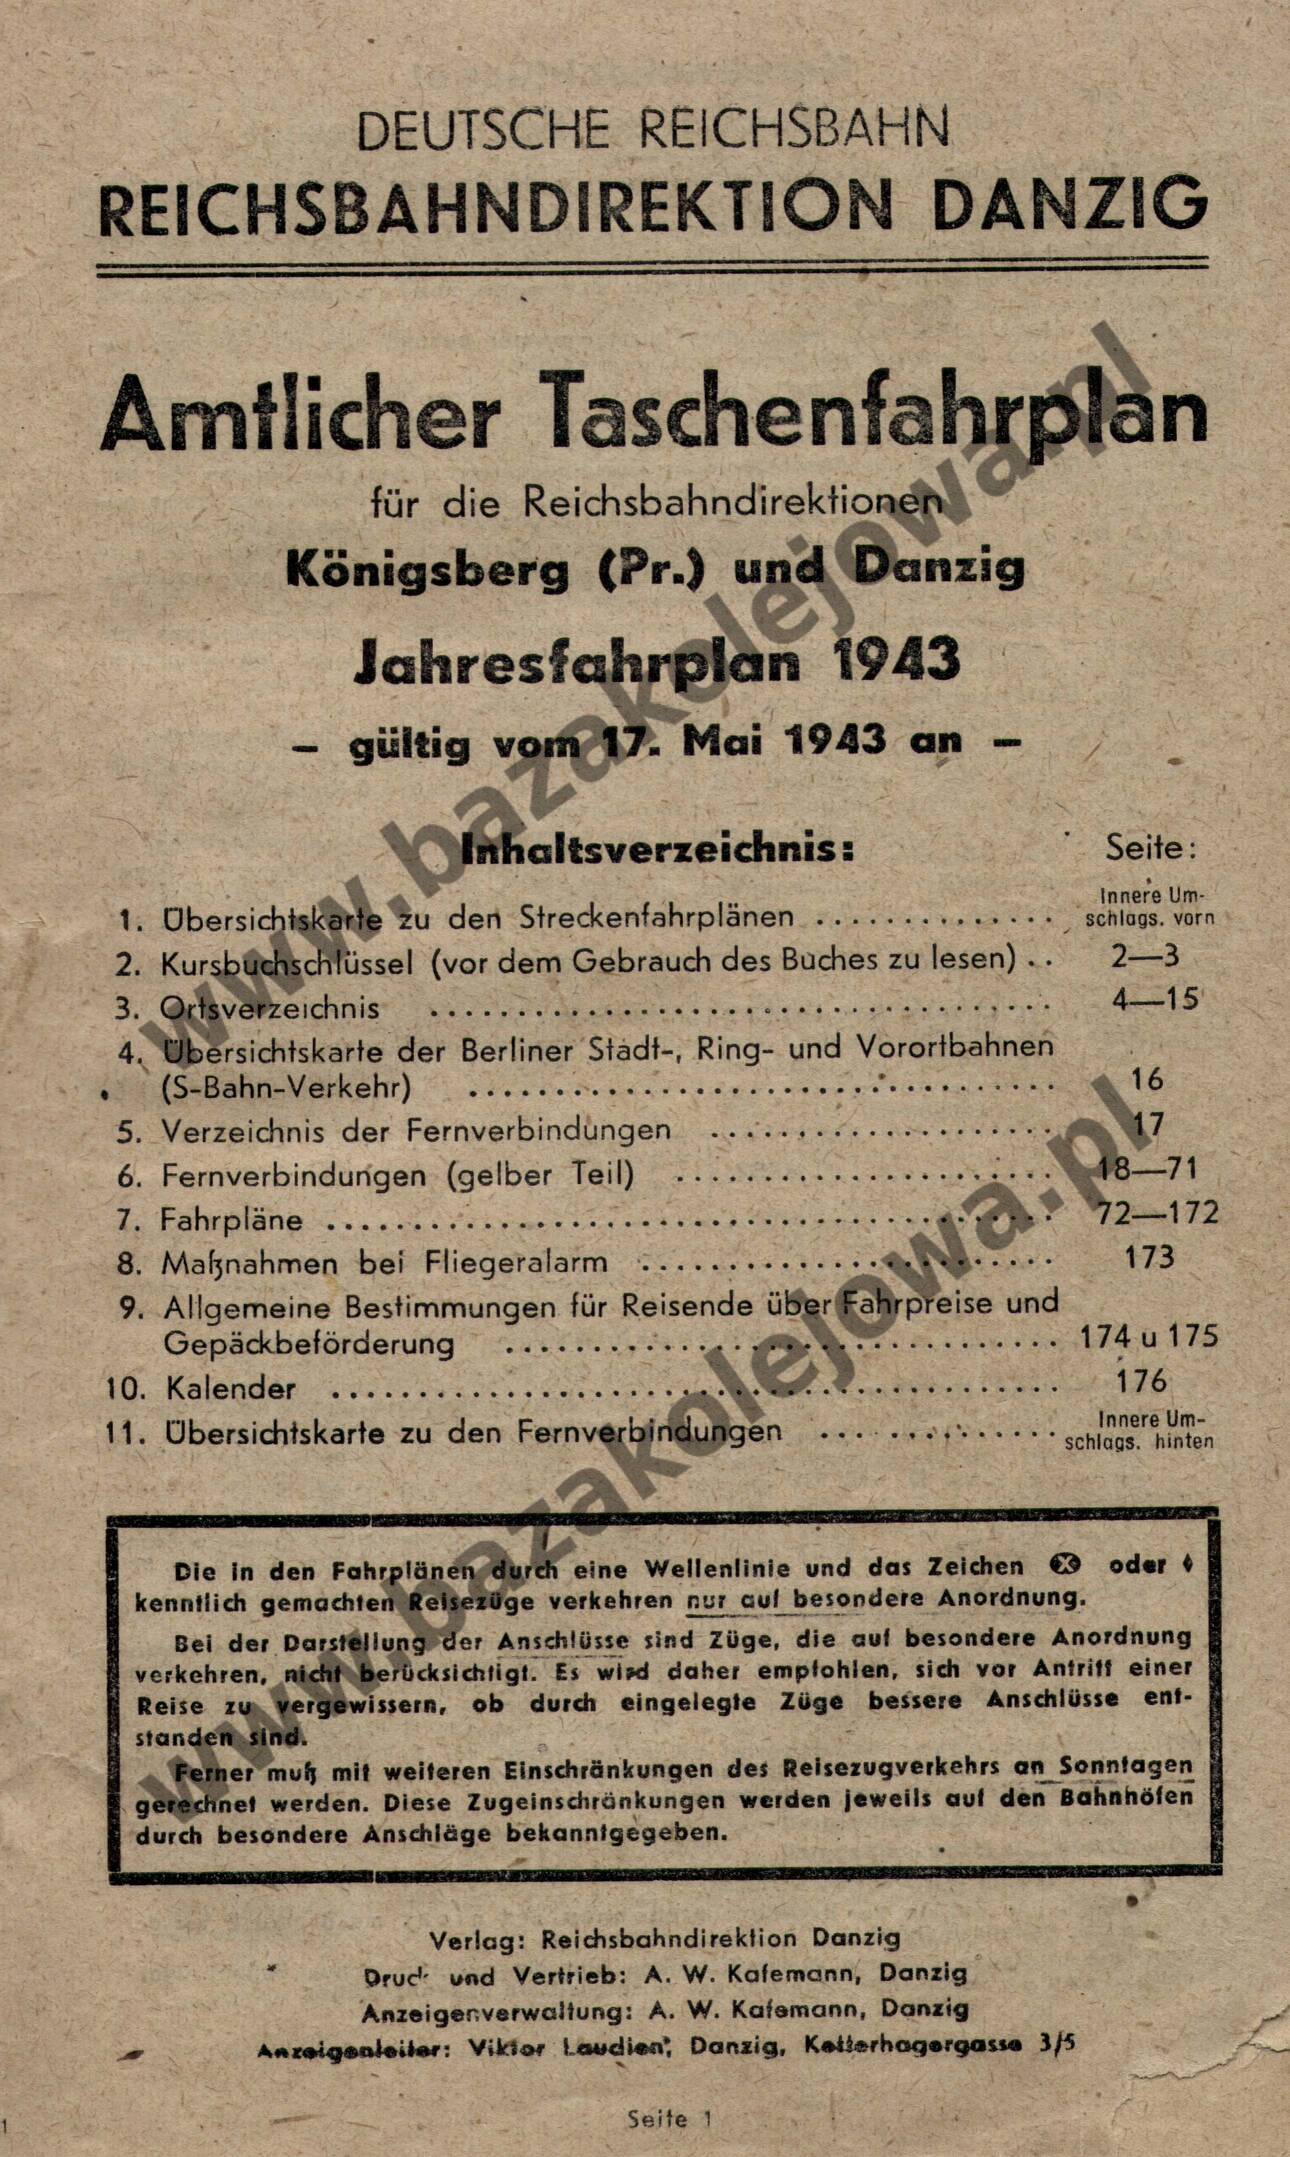 DEUTSCHE REICHSBAHN
REICHSBAHNDIREKTION DANZIG
Amtlicher Taschenfahrplan
für die Reichsbahndirektionen
Königsberg (Pr.) und Danzig
Jahresfahrplan 1943
– gültig vom 17. Mai 1943 an –
Inhaltsverzeichnis: Seite:
1. Übersichtskarte zu den Streckenfahrplänen .............. Innere Um-
schlags. vorn
2. Kursbuchschlüssel (vor dem Gebrauch des Buches zu lesen) .. 2—3
3. Ortsverzeichnis .................................. 4—15
4. Übersichtskarte der Berliner Stadt-, Ring- und Vorortbahnen
(S-Bahn-Verkehr) ................................ 16
5. Verzeichnis der Fernverbindungen ................... 17
6. Fernverbindungen (gelber Teil) ..................... 18—71
7. Fahrpläne ........................................ 72—172
8. Maßnahmen bei Fliegeralarm ....................... 173
9. Allgemeine Bestimmungen für Reisende über Fahrpreise und
Gepäckbeförderung .............................. 174 u 175
10. Kalender ........................................ 176
11. Übersichtskarte zu den Fernverbindungen ............. Innere Um-
schlags. hinten
Die in den Fahrplänen durch eine Wellenlinie und das Zeichen ⊗ oder ♦
kenntlich gemachten Reisezüge verkehren nur auf besondere Anordnung.
Bei der Darstellung der Anschlüsse sind Züge, die auf besondere Anordnung
verkehren, nicht berücksichtigt. Es wird daher empfohlen, sich vor Antritt einer
Reise zu vergewissern, ob durch eingelegte Züge bessere Anschlüsse ent-
standen sind.
Ferner muß mit weiteren Einschränkungen des Reisezugverkehrs an Sonntagen
gerechnet werden. Diese Zugeinschränkungen werden jeweils auf den Bahnhöfen
durch besondere Anschläge bekanntgegeben.
Verlag: Reichsbahndirektion Danzig
Druck und Vertrieb: A. W. Kafemann, Danzig
Anzeigenverwaltung: A. W. Kafemann, Danzig
Anzeigenleiter: Viktor Laudien, Danzig, Ketterhagergasse 3/5
Seite 1
1
www.bazakolejowa.pl
www.bazakolejowa.pl